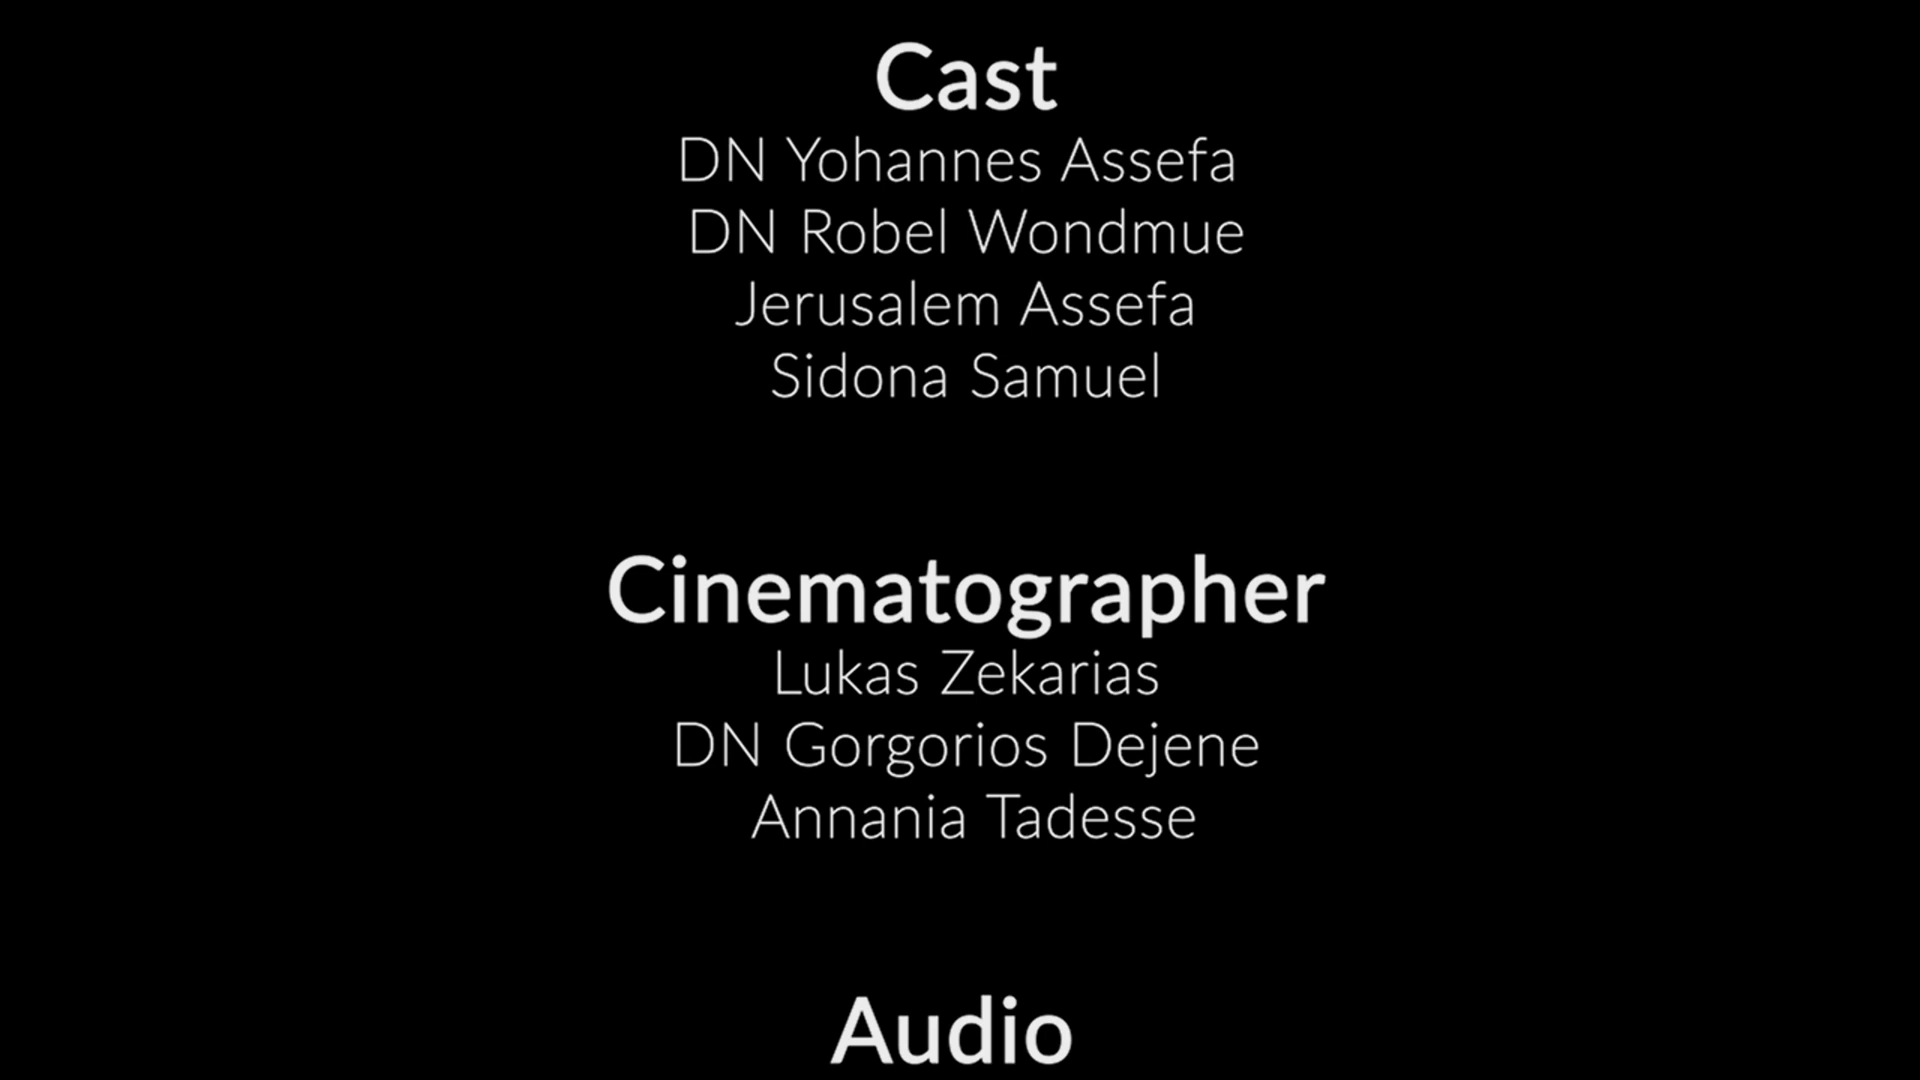 Cast
DN Yohannes Assefa
DN Robel Wondmue
Jerusalem Assefa
Sidona Samuel
Cinematographer
Lukas Zekarias
DN Gorgorios Dejene
Annania Tadesse
Audio